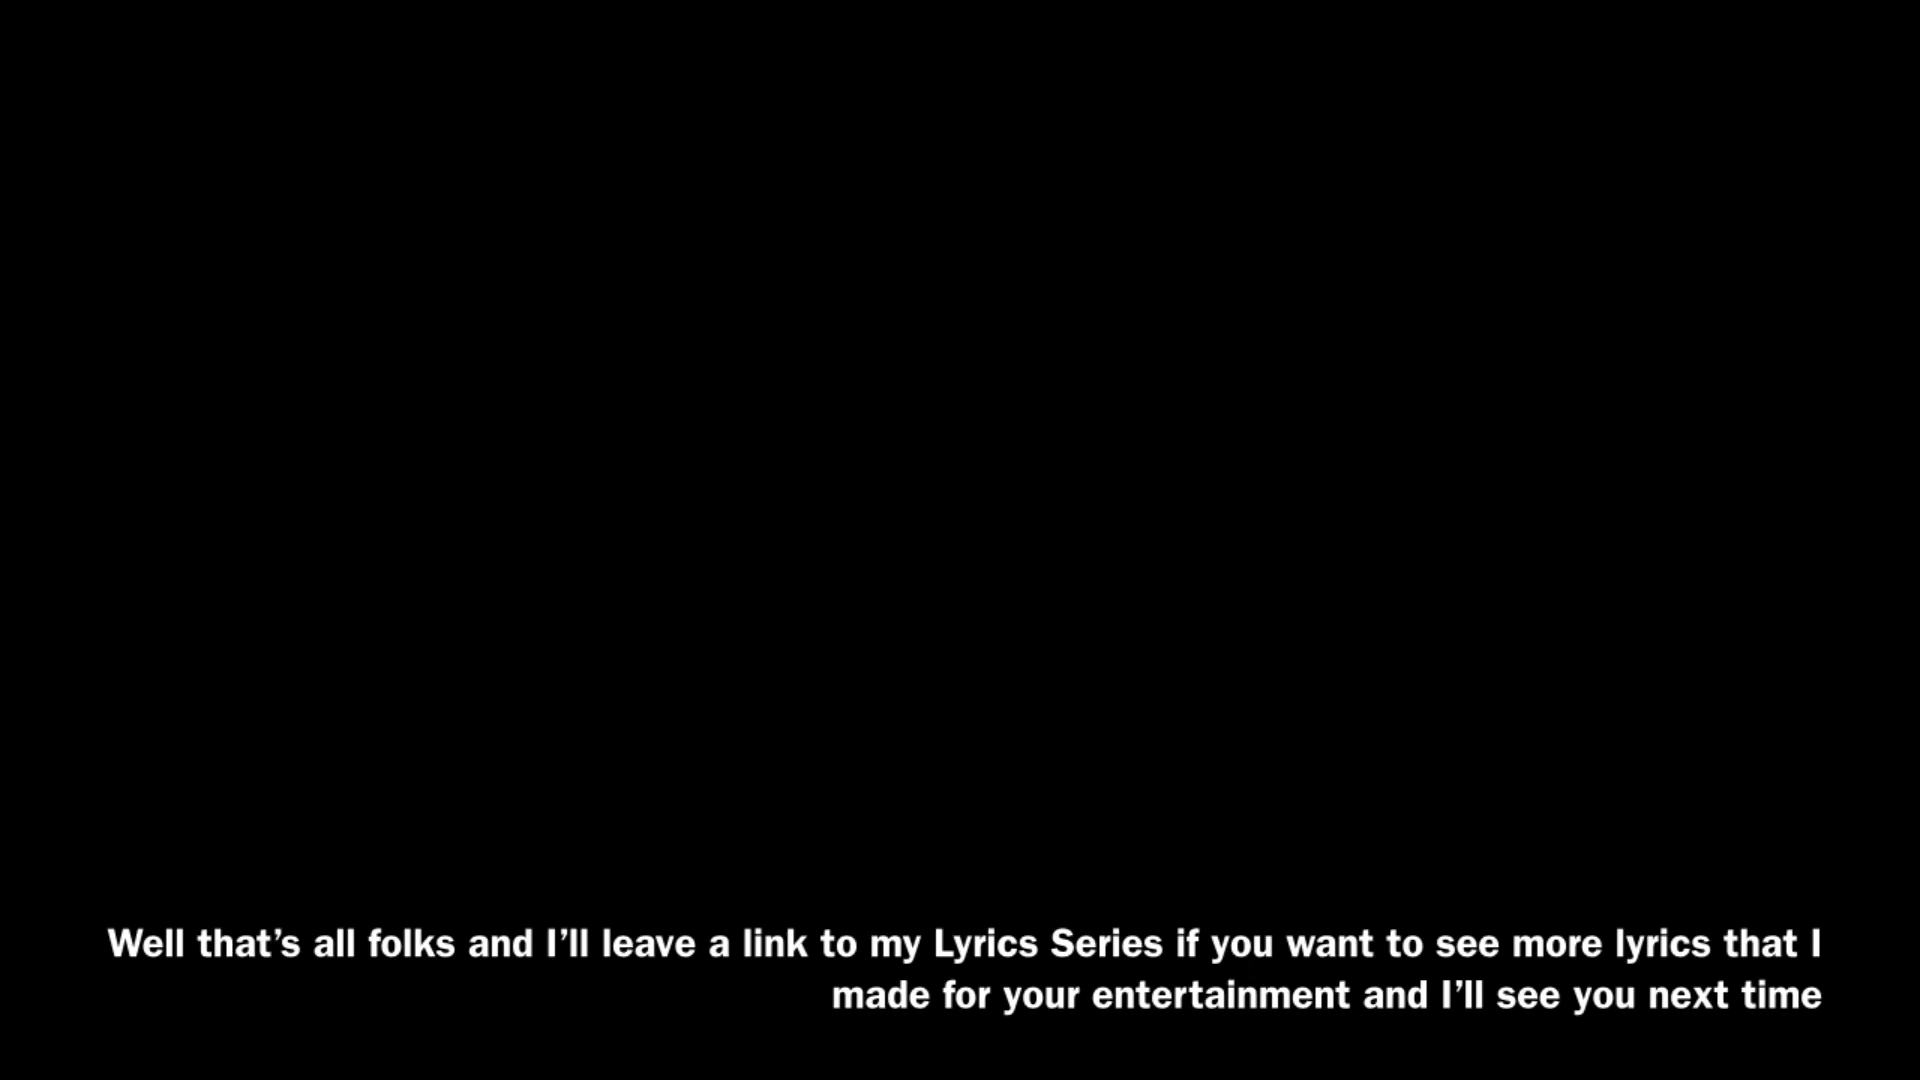 Well that’s all folks and I’ll leave a link to my Lyrics Series if you want to see more lyrics that I
made for your entertainment and I’ll see you next time